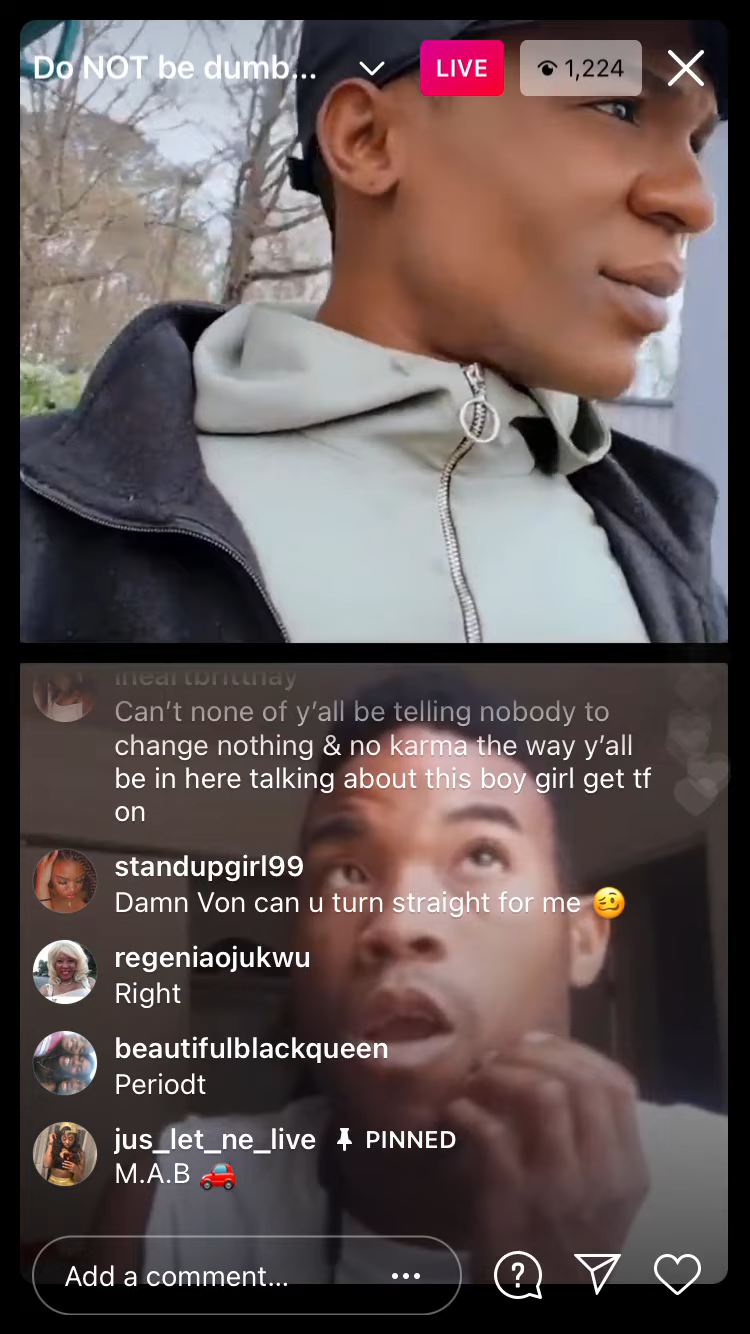 Do NOT be dumb...
LIVE
1,224
iheartbrittnay
Can't none of y'all be telling nobody to
change nothing & no karma the way y'all
be in here talking about this boy girl get tf
on
standupgirl99
Damn Von can u turn straight for me 🥴
regeniaojukwu
Right
beautifulblackqueen
Periodt
jus_let_ne_live PINNED
M.A.B 🚗
Add a comment...